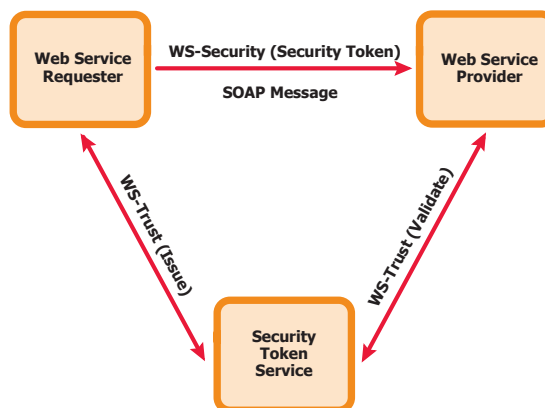 Web Service
Requester
WS-Security (Security Token)
SOAP Message
Web Service
Provider
WS-Trust (Issue)
WS-Trust (Validate)
Security
Token
Service